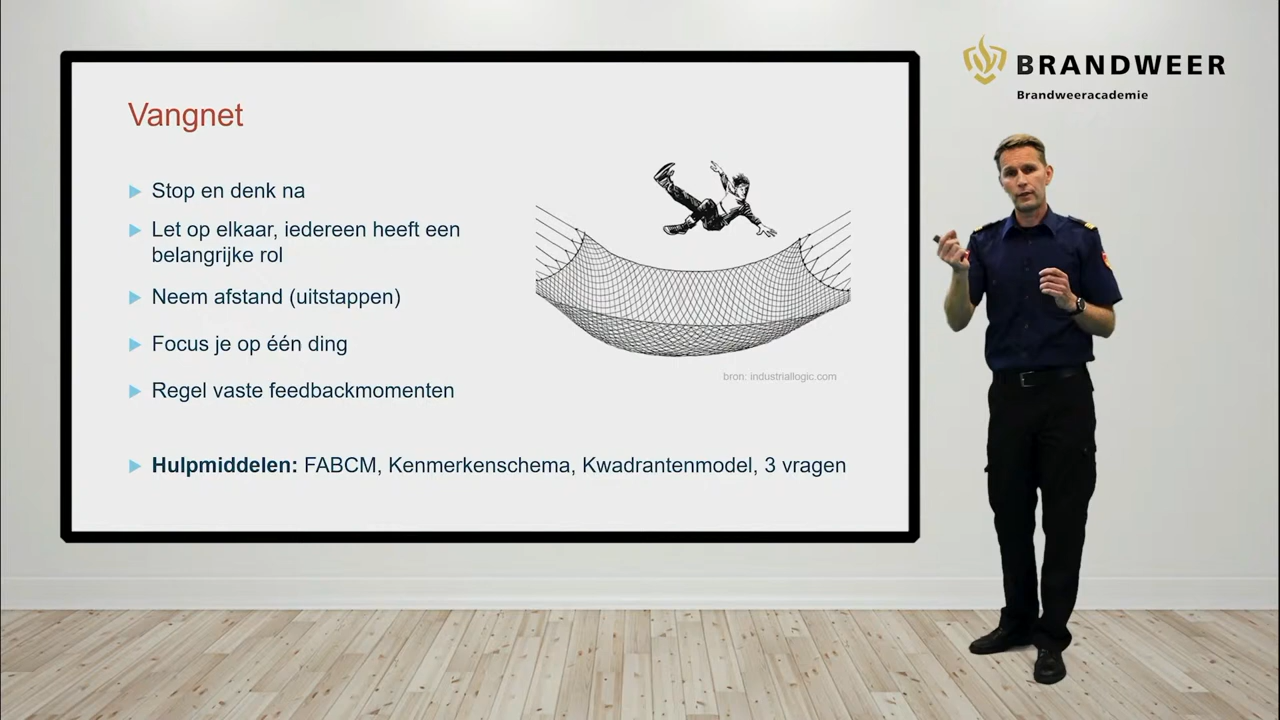 BRANDWEER
Brandweeracademie
Vangnet
Stop en denk na
Let op elkaar, iedereen heeft een
belangrijke rol
Neem afstand (uitstappen)
Focus je op één ding
Regel vaste feedbackmomenten
bron: industriallogic.com
Hulpmiddelen: FABCM, Kenmerkenschema, Kwadrantenmodel, 3 vragen